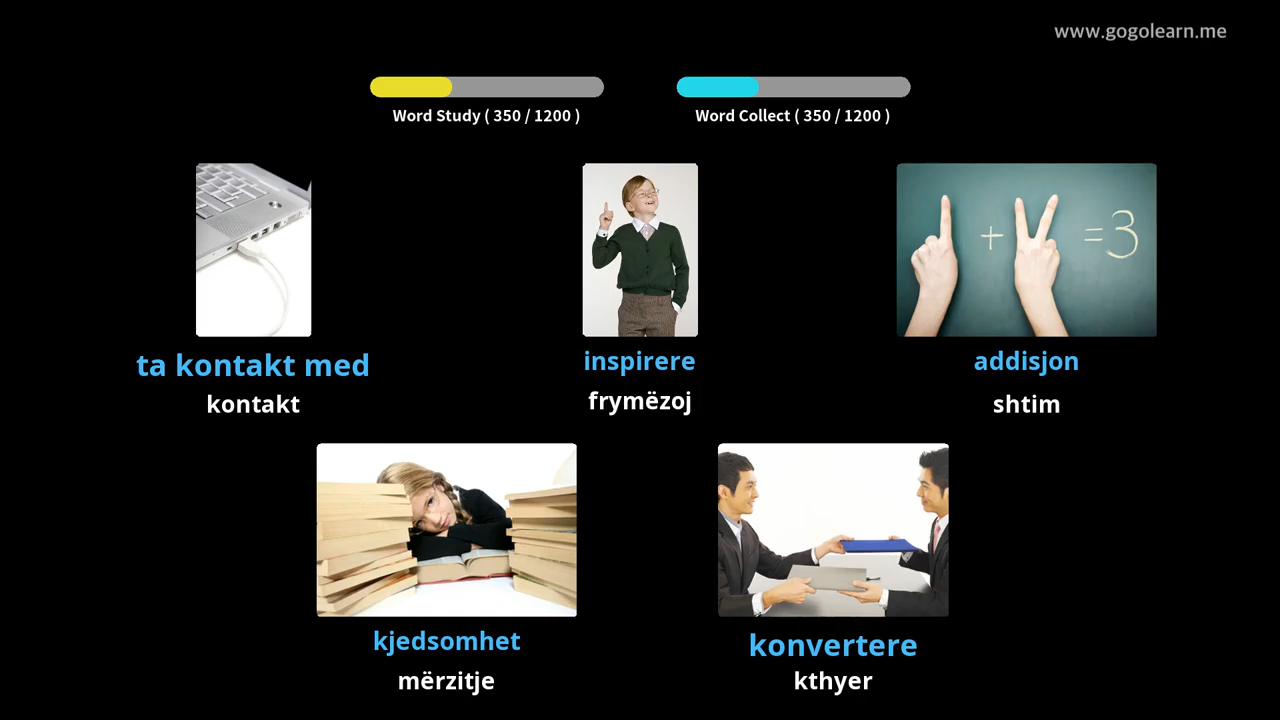 www.gogolearn.me
Word Study ( 350 / 1200 )
Word Collect ( 350 / 1200 )
+ =3
ta kontakt med
kontakt
inspirere
frymëzoj
addisjon
shtim
kjedsomhet
mërzitje
konvertere
kthyer